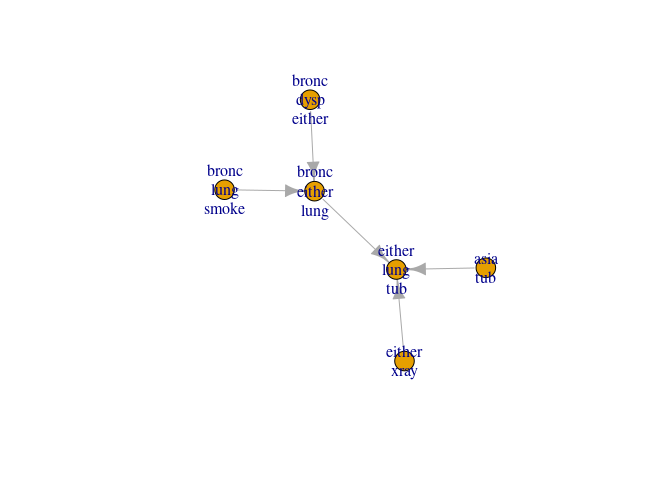 bronc
dysp
either
bronc
lung
smoke
bronc
either
lung
either
lung
tub
asia
tub
either
xray